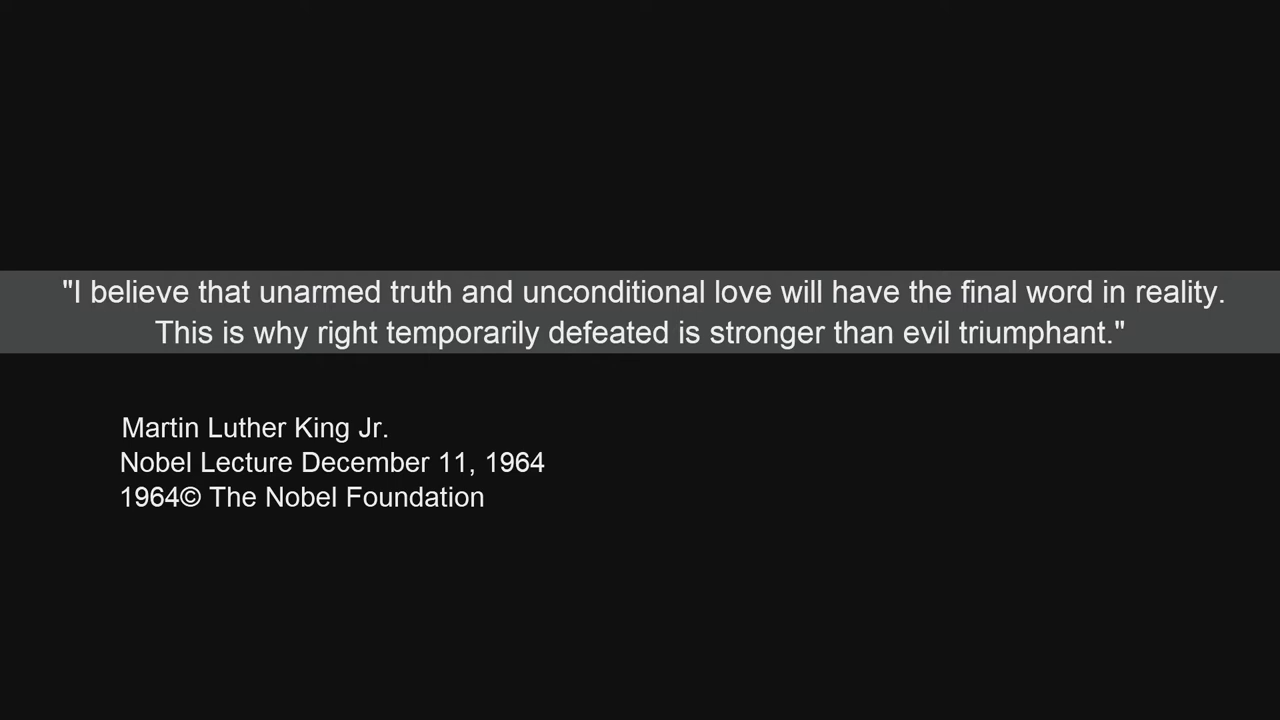 "I believe that unarmed truth and unconditional love will have the final word in reality.
This is why right temporarily defeated is stronger than evil triumphant."
Martin Luther King Jr.
Nobel Lecture December 11, 1964
1964© The Nobel Foundation